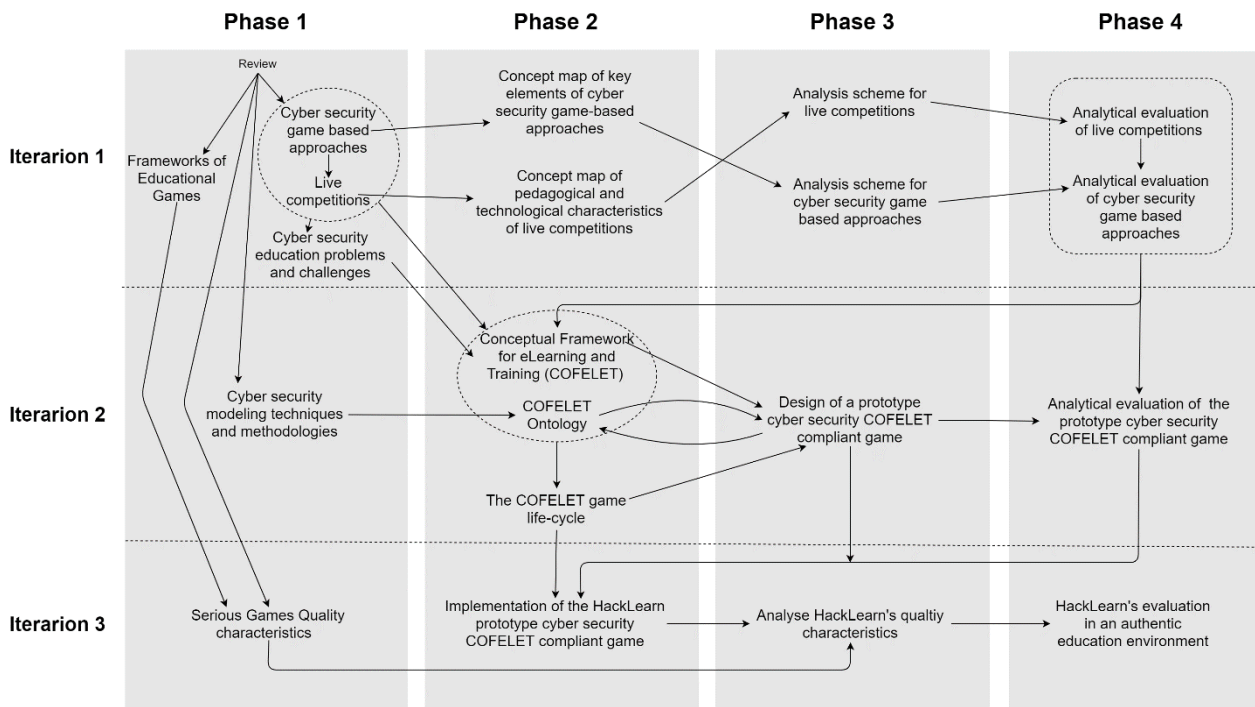 Phase 1
Phase 2
Phase 3
Phase 4
Iterarion 1
Review
Cyber security
game based
approaches
Live
competitions
Frameworks of
Educational
Games
Cyber security
education problems
and challenges
Concept map of key
elements of cyber
security game-based
approaches
Concept map of
pedagogical and
technological characteristics
of live competitions
Analysis scheme for
live competitions
Analysis scheme for
cyber security game
based approaches
Analytical evaluation
of live competitions
Analytical evaluation
of cyber security
game based
approaches
Iterarion 2
Cyber security
modeling techniques
and methodologies
Conceptual Framework
for eLearning and
Training (COFELET)
COFELET
Ontology
The COFELET game
life-cycle
Design of a prototype
cyber security COFELET
compliant game
Analytical evaluation of the
prototype cyber security
COFELET compliant game
Iterarion 3
Serious Games Quality
characteristics
Implementation of the HackLearn
prototype cyber security
COFELET compliant game
Analyse HackLearn's qualtiy
characteristics
HackLearn's evaluation
in an authentic
education environment